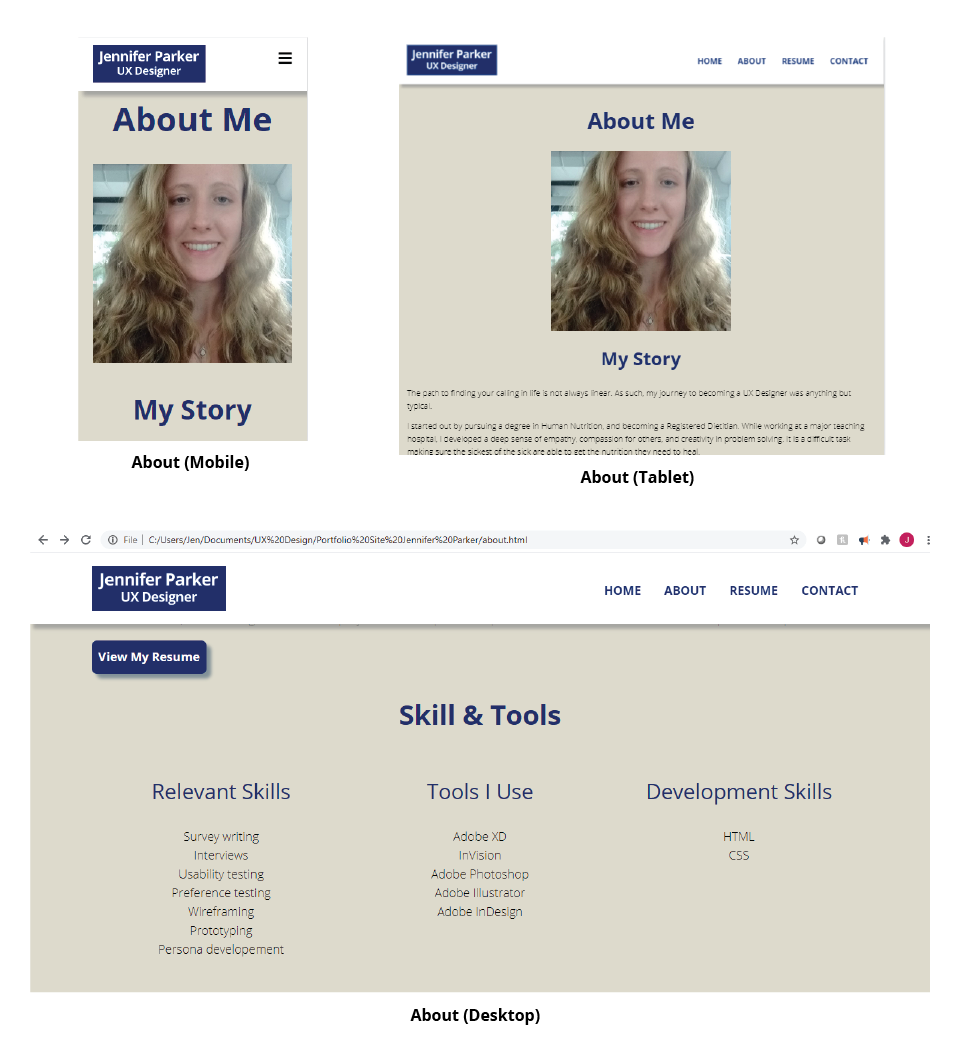 Jennifer Parker
UX Designer
About Me
My Story
About (Mobile)
Jennifer Parker
UX Designer
HOME ABOUT RESUME CONTACT
About Me
My Story
The path to finding your calling in life is not always linear. As such, my journey to becoming a UX Designer was anything but
typical.
I started out by pursuing a degree in Human Nutrition, and becoming a Registered Dietitian. While working at a major teaching
hospital, I developed a deep sense of empathy, compassion for others, and creativity in problem solving. It is a difficult task
making sure the sickest of the sick are able to get the nutrition they need to heal.
About (Tablet)
File | C:/Users/Jen/Documents/UX%20Design/Portfolio%20Site%20Jennifer%20Parker/about.html
J
Jennifer Parker
UX Designer
HOME ABOUT RESUME CONTACT
View My Resume
Skill & Tools
Relevant Skills
Survey writing
Interviews
Usability testing
Preference testing
Wireframing
Prototyping
Persona developement
Tools I Use
Adobe XD
InVision
Adobe Photoshop
Adobe Illustrator
Adobe InDesign
Development Skills
HTML
CSS
About (Desktop)